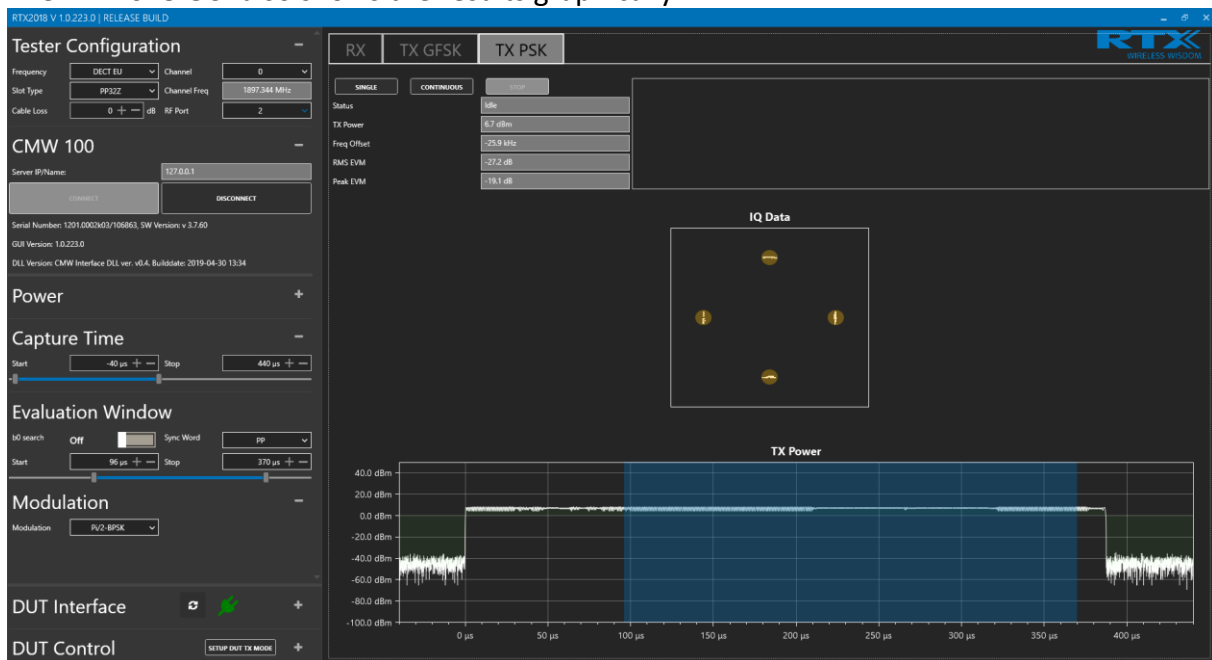 RTX2018 V 1.0.223.0 | RELEASE BUILD
Tester Configuration
Frequency DECT EU Channel 0
Slot Type PP32Z Channel Freq 1897.344 MHz
Cable Loss 0 dB RF Port 2
CMW 100
Server IP/Name: 127.0.0.1
CONNECT DISCONNECT
Serial Number: 1201.0002k03/106863, SW Version: v 3.7.60
GUI Version: 1.0.223.0
DLL Version: CMW Interface DLL ver. v0.4. Builddate: 2019-04-30 13:34
Power
Capture Time
Start -40 µs Stop 440 µs
Evaluation Window
b0 search Off Sync Word PP
Start 96 µs Stop 370 µs
Modulation
Modulation Pi/2-BPSK
DUT Interface
DUT Control SETUP DUT TX MODE
RX TX GFSK TX PSK
RTX
WIRELESS WISDOM
SINGLE CONTINUOUS STOP
Status Idle
TX Power 6.7 dBm
Freq Offset -25.9 kHz
RMS EVM -27.2 dB
Peak EVM -19.1 dB
IQ Data
TX Power
40.0 dBm
20.0 dBm
0.0 dBm
-20.0 dBm
-40.0 dBm
-60.0 dBm
-80.0 dBm
-100.0 dBm
0 µs 50 µs 100 µs 150 µs 200 µs 250 µs 300 µs 350 µs 400 µs